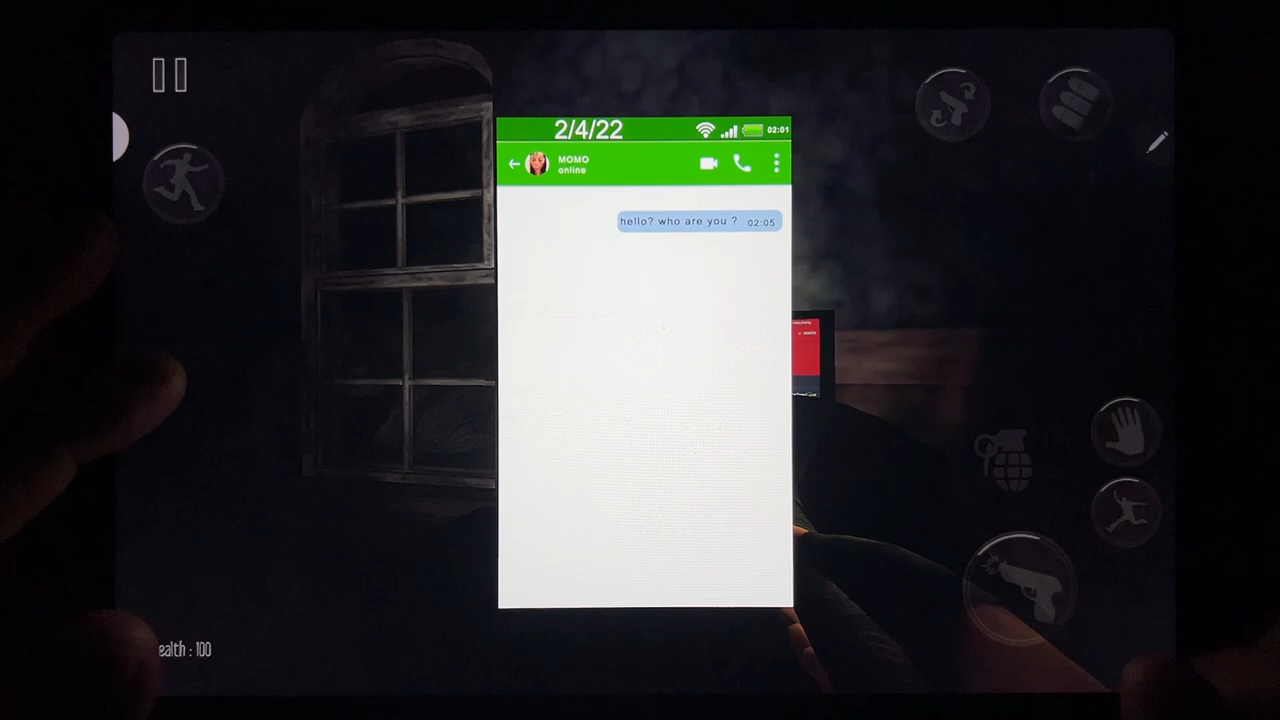 2/4/22
02:01
MOMO
online
hello? who are you ? 02:05
ealth : 100